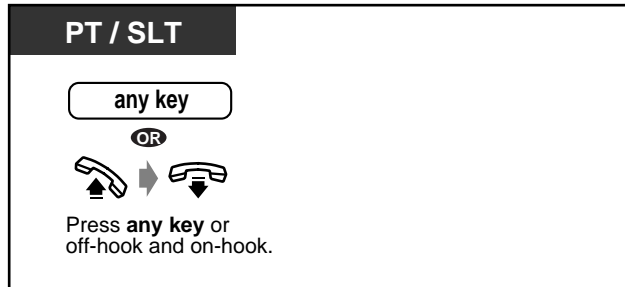 PT / SLT
any key
OR
Press any key or
off-hook and on-hook.